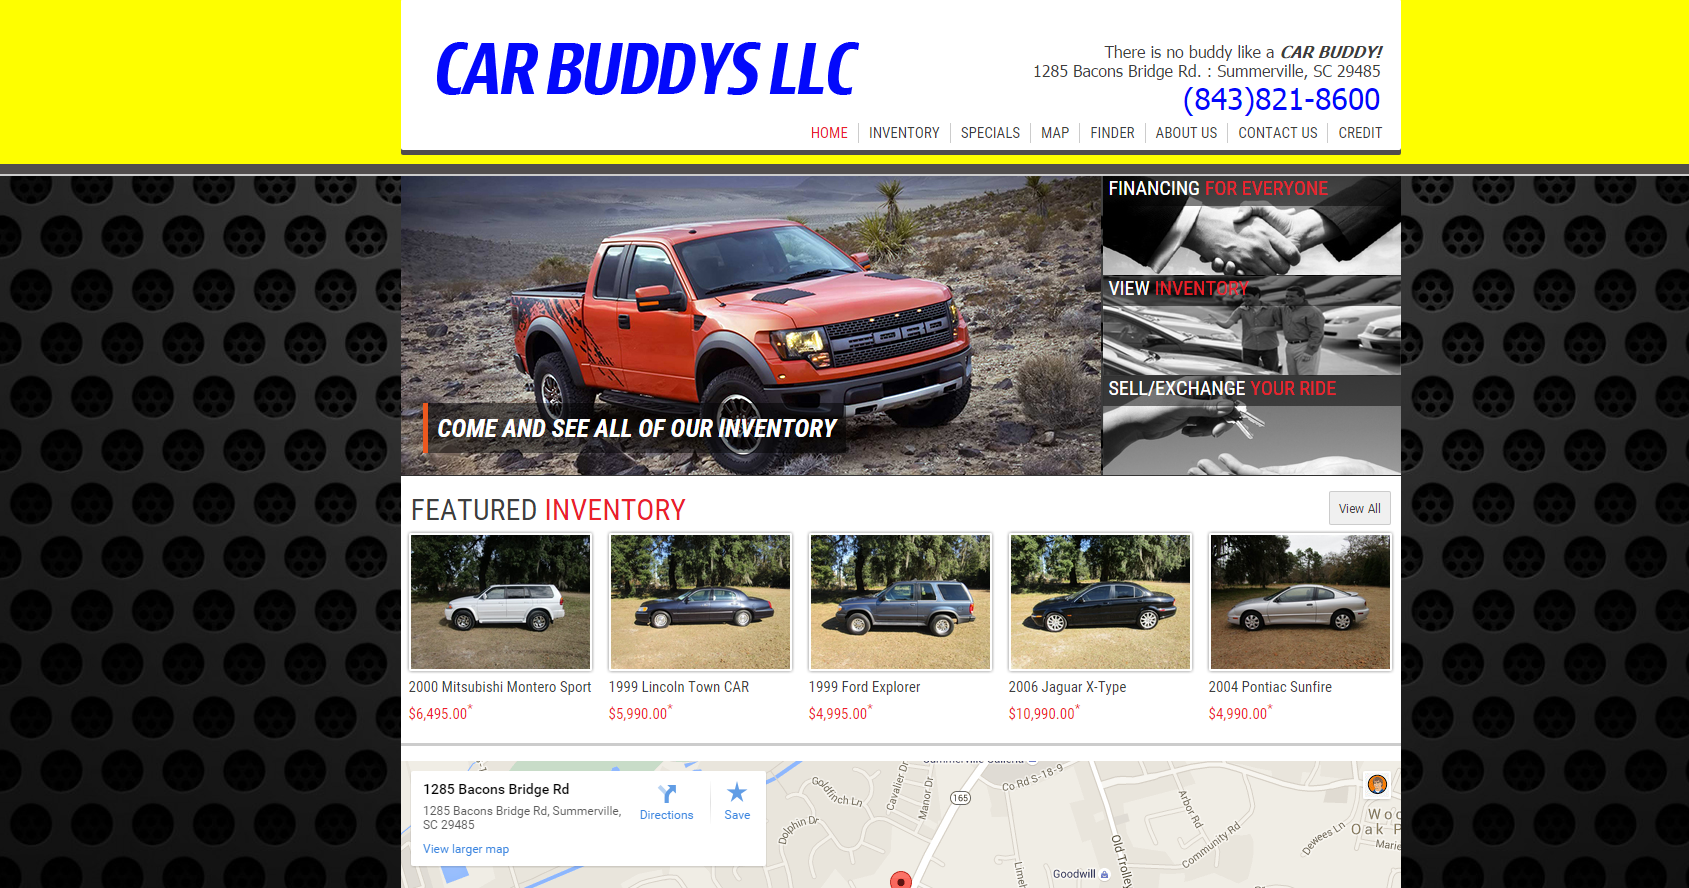 CAR BUDDYS LLC
There is no buddy like a CAR BUDDY!
1285 Bacons Bridge Rd. : Summerville, SC 29485
(843)821-8600
HOME INVENTORY SPECIALS MAP FINDER ABOUT US CONTACT US CREDIT
FINANCING FOR EVERYONE
VIEW INVENTORY
SELL/EXCHANGE YOUR RIDE
FORD
COME AND SEE ALL OF OUR INVENTORY
FEATURED INVENTORY
View All
2000 Mitsubishi Montero Sport
$6,495.00*
1999 Lincoln Town CAR
$5,990.00*
1999 Ford Explorer
$4,995.00*
2006 Jaguar X-Type
$10,990.00*
2004 Pontiac Sunfire
$4,990.00*
1285 Bacons Bridge Rd
1285 Bacons Bridge Rd, Summerville,
SC 29485
View larger map
Directions
Save
Goldfinch Ln
Dolphin Dr
Cavalier Dr
Manor Dr
165
Co Rd S-18-9
Old Trolley
Goodwill
Arbor Rd
Community Rd
DeWees Ln
Oak P
Marie